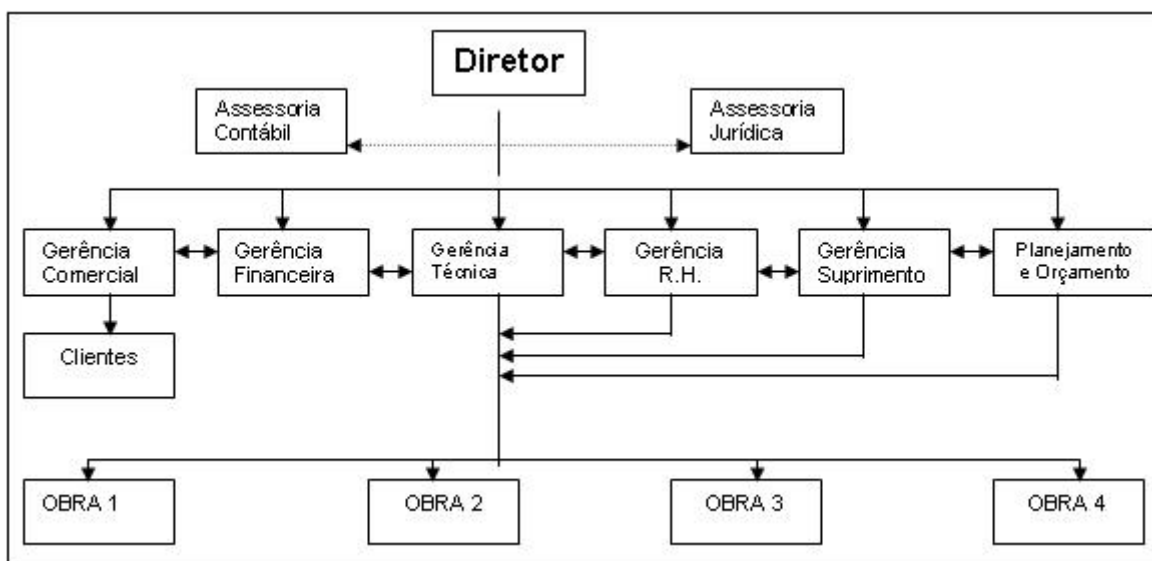 Diretor
Assessoria
Contábil
Assessoria
Jurídica
Gerência
Comercial
Gerência
Financeira
Gerência
Técnica
Gerência
R.H.
Gerência
Suprimento
Planejamento
e Orçamento
Clientes
OBRA 1
OBRA 2
OBRA 3
OBRA 4